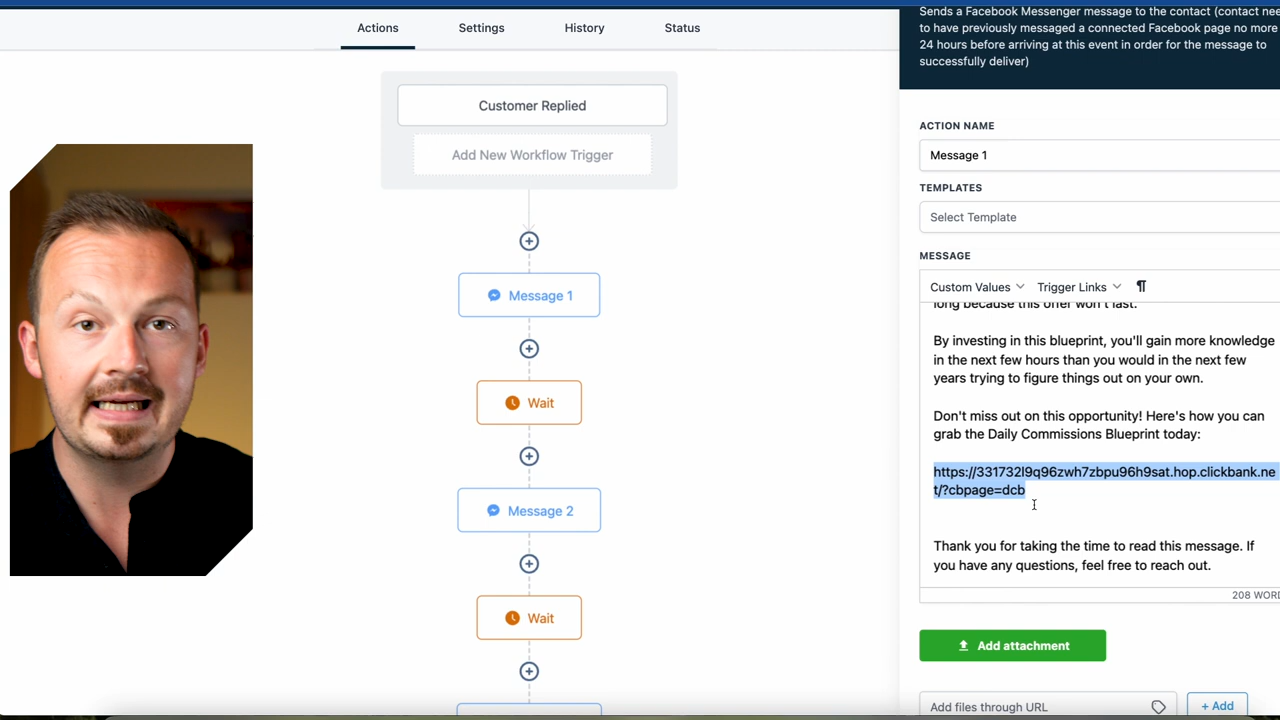 Actions
Settings
History
Status
Customer Replied
Add New Workflow Trigger
Message 1
Wait
Message 2
Wait
Sends a Facebook Messenger message to the contact (contact nee
to have previously messaged a connected Facebook page no more
24 hours before arriving at this event in order for the message to
successfully deliver)
ACTION NAME
Message 1
TEMPLATES
Select Template
MESSAGE
Custom Values
Trigger Links
long because this offer won't last.
By investing in this blueprint, you'll gain more knowledge
in the next few hours than you would in the next few
years trying to figure things out on your own.
Don't miss out on this opportunity! Here's how you can
grab the Daily Commissions Blueprint today:
https://331732l9q96zwh7zbpu96h9sat.hop.clickbank.ne
t/?cbpage=dcb
Thank you for taking the time to read this message. If
you have any questions, feel free to reach out.
208 WORD
Add attachment
Add files through URL
+ Add